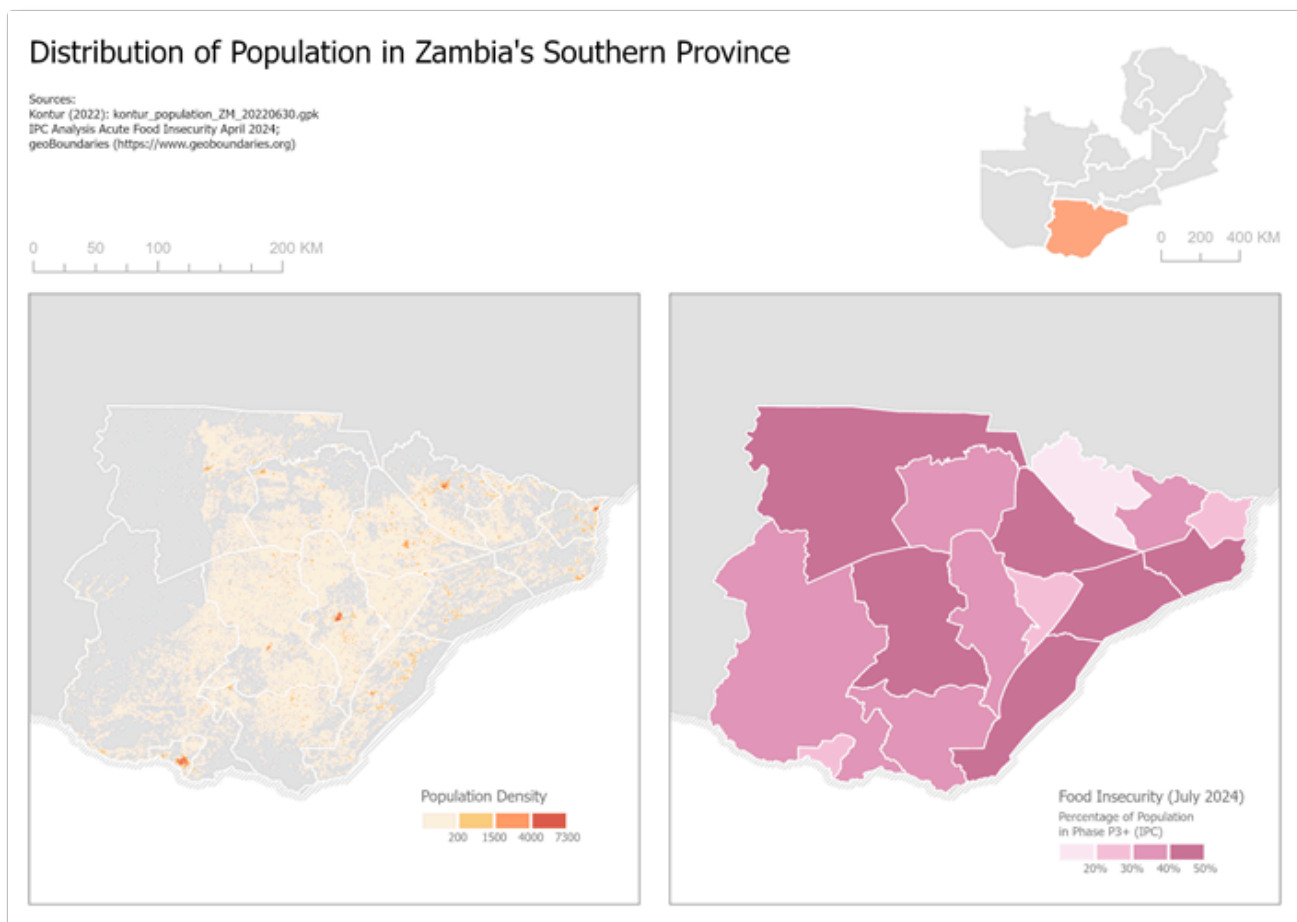 Distribution of Population in Zambia's Southern Province
Sources:
Kontur (2022): kontur_population_ZM_20220630.gpk
IPC Analysis Acute Food Insecurity April 2024;
geoBoundaries (https://www.geoboundaries.org)
0 50 100 200 KM
0 200 400 KM
Population Density
200 1500 4000 7300
Food Insecurity (July 2024)
Percentage of Population
in Phase P3+ (IPC)
20% 30% 40% 50%